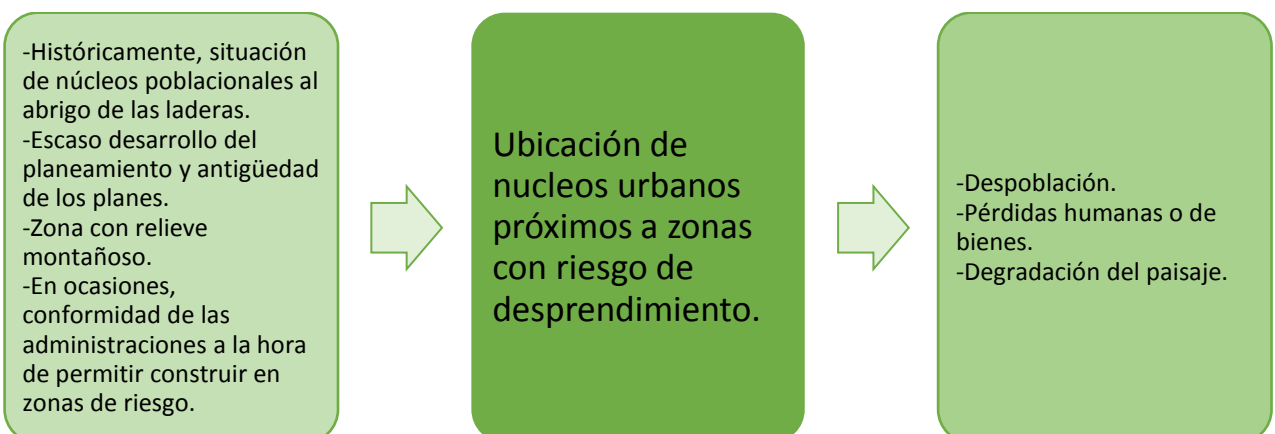 -Históricamente, situación
de núcleos poblacionales al
abrigo de las laderas.
-Escaso desarrollo del
planeamiento y antigüedad
de los planes.
-Zona con relieve
montañoso.
-En ocasiones,
conformidad de las
administraciones a la hora
de permitir construir en
zonas de riesgo.
Ubicación de
nucleos urbanos
próximos a zonas
con riesgo de
desprendimiento.
-Despoblación.
-Pérdidas humanas o de
bienes.
-Degradación del paisaje.